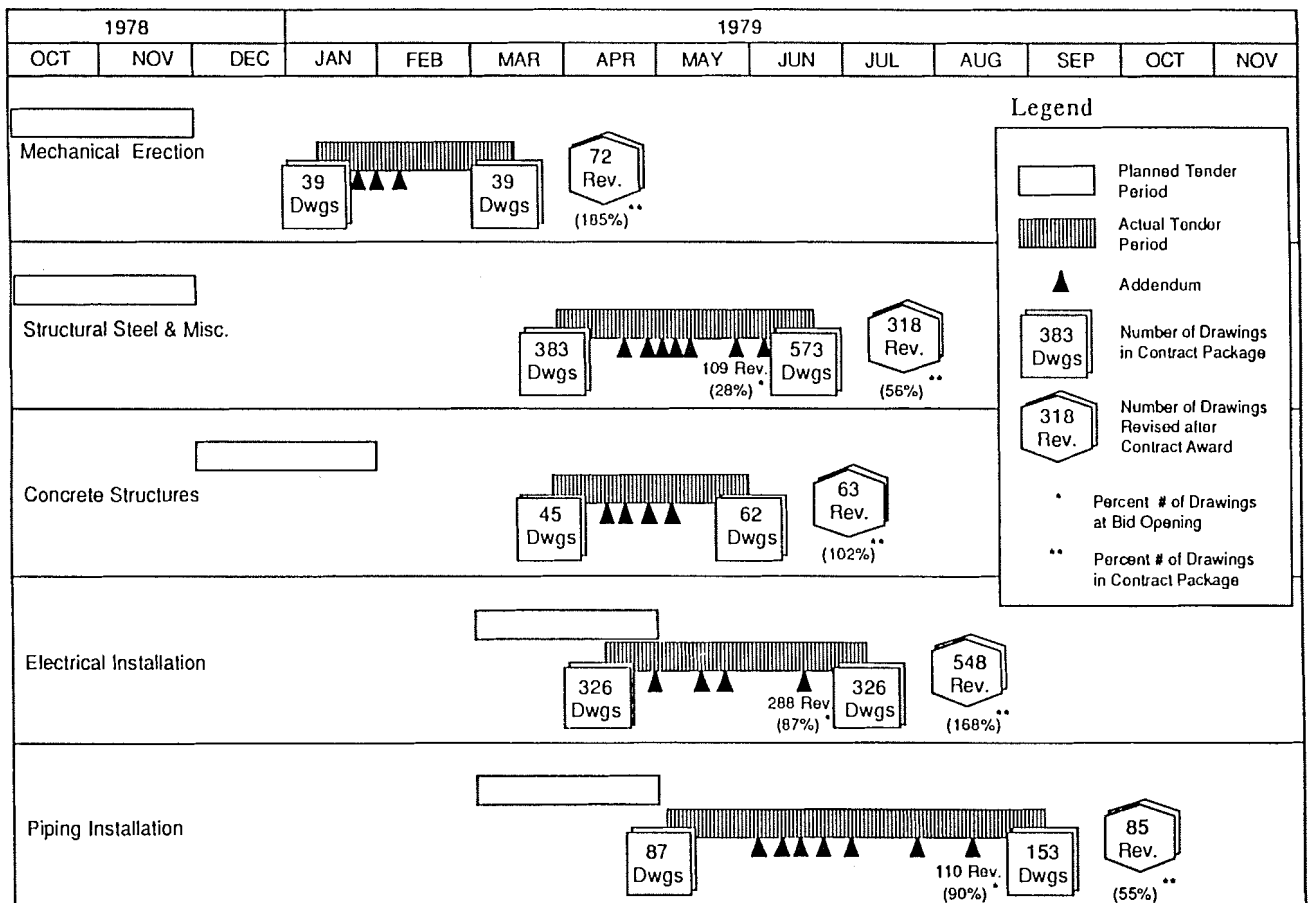 1978
1979
OCT NOV DEC JAN FEB MAR APR MAY JUN JUL AUG SEP OCT NOV
Mechanical Erection
39
Dwgs
39
Dwgs
72
Rev.
(185%)**
Structural Steel & Misc.
383
Dwgs
109 Rev.
(28%)*
573
Dwgs
318
Rev.
(56%)**
Concrete Structures
45
Dwgs
62
Dwgs
63
Rev.
(102%)**
Electrical Installation
326
Dwgs
288 Rev
(87%)*
326
Dwgs
548
Rev.
(168%)**
Piping Installation
87
Dwgs
110 Rev.
(90%)*
153
Dwgs
85
Rev.
(55%)**
Legend
Planned Tender
Period
Actual Tender
Period
Addendum
383
Dwgs
Number of Drawings
in Contract Package
318
Rev.
Number of Drawings
Revised after
Contract Award
* Percent # of Drawings
at Bid Opening
** Percent # of Drawings
in Contract Package